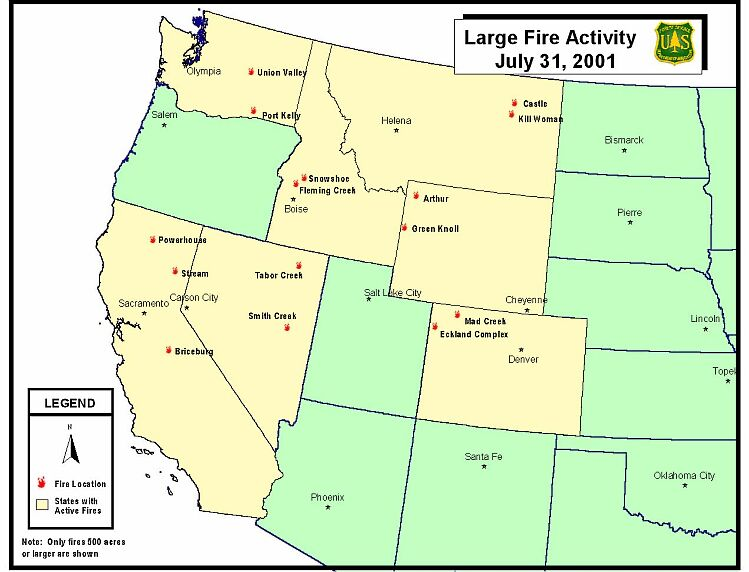 Large Fire Activity
July 31, 2001
U S
Olympia
Union Valley
Port Kelly
Salem
Helena
Castle
Kill Woman
Bismarck
Snowshoe
Fleming Creek
Boise
Arthur
Green Knoll
Pierre
Powerhouse
Stream
Tabor Creek
Salt Lake City
Carson City
Sacramento
Smith Creek
Cheyenne
Mad Creek
Eckland Complex
Lincoln
Briceburg
Denver
Topek
Santa Fe
Oklahoma City
Phoenix
LEGEND
N
Fire Location
States with
Active Fires
Note: Only fires 500 acres
or larger are shown